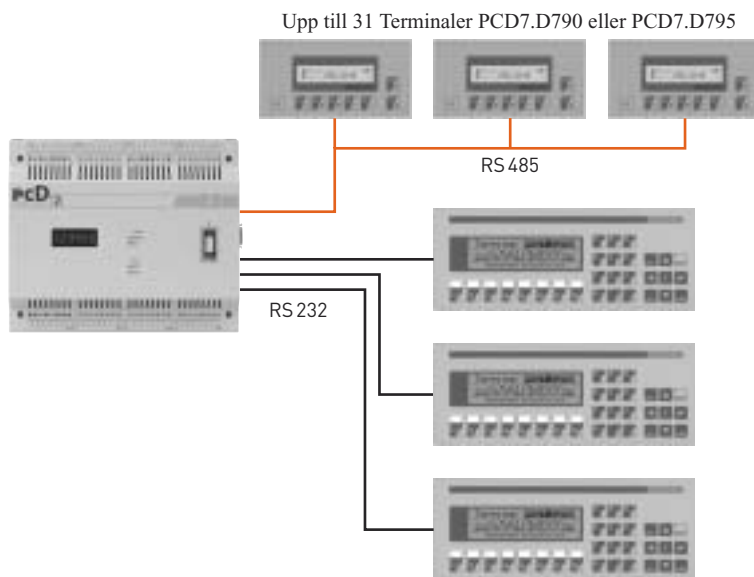 Upp till 31 Terminaler PCD7.D790 eller PCD7.D795
RS 485
PCD
RS 232